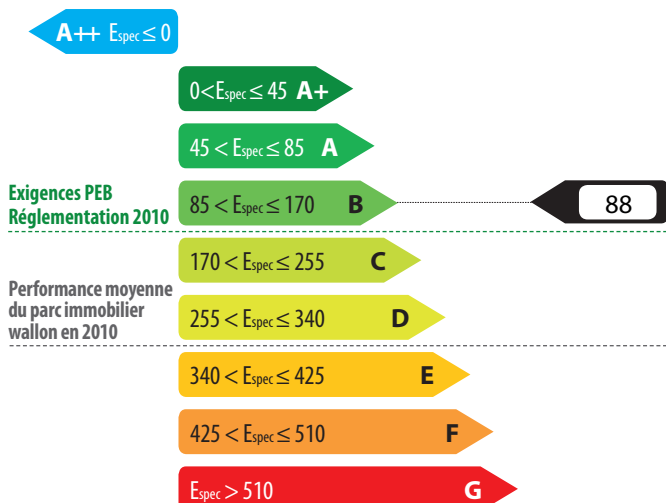 A++ Espec ≤ 0
0 < Espec ≤ 45 A+
45 < Espec ≤ 85 A
Exigences PEB
Réglementation 2010
85 < Espec ≤ 170 B
88
170 < Espec ≤ 255 C
Performance moyenne
du parc immobilier
wallon en 2010
255 < Espec ≤ 340 D
340 < Espec ≤ 425 E
425 < Espec ≤ 510 F
Espec > 510 G